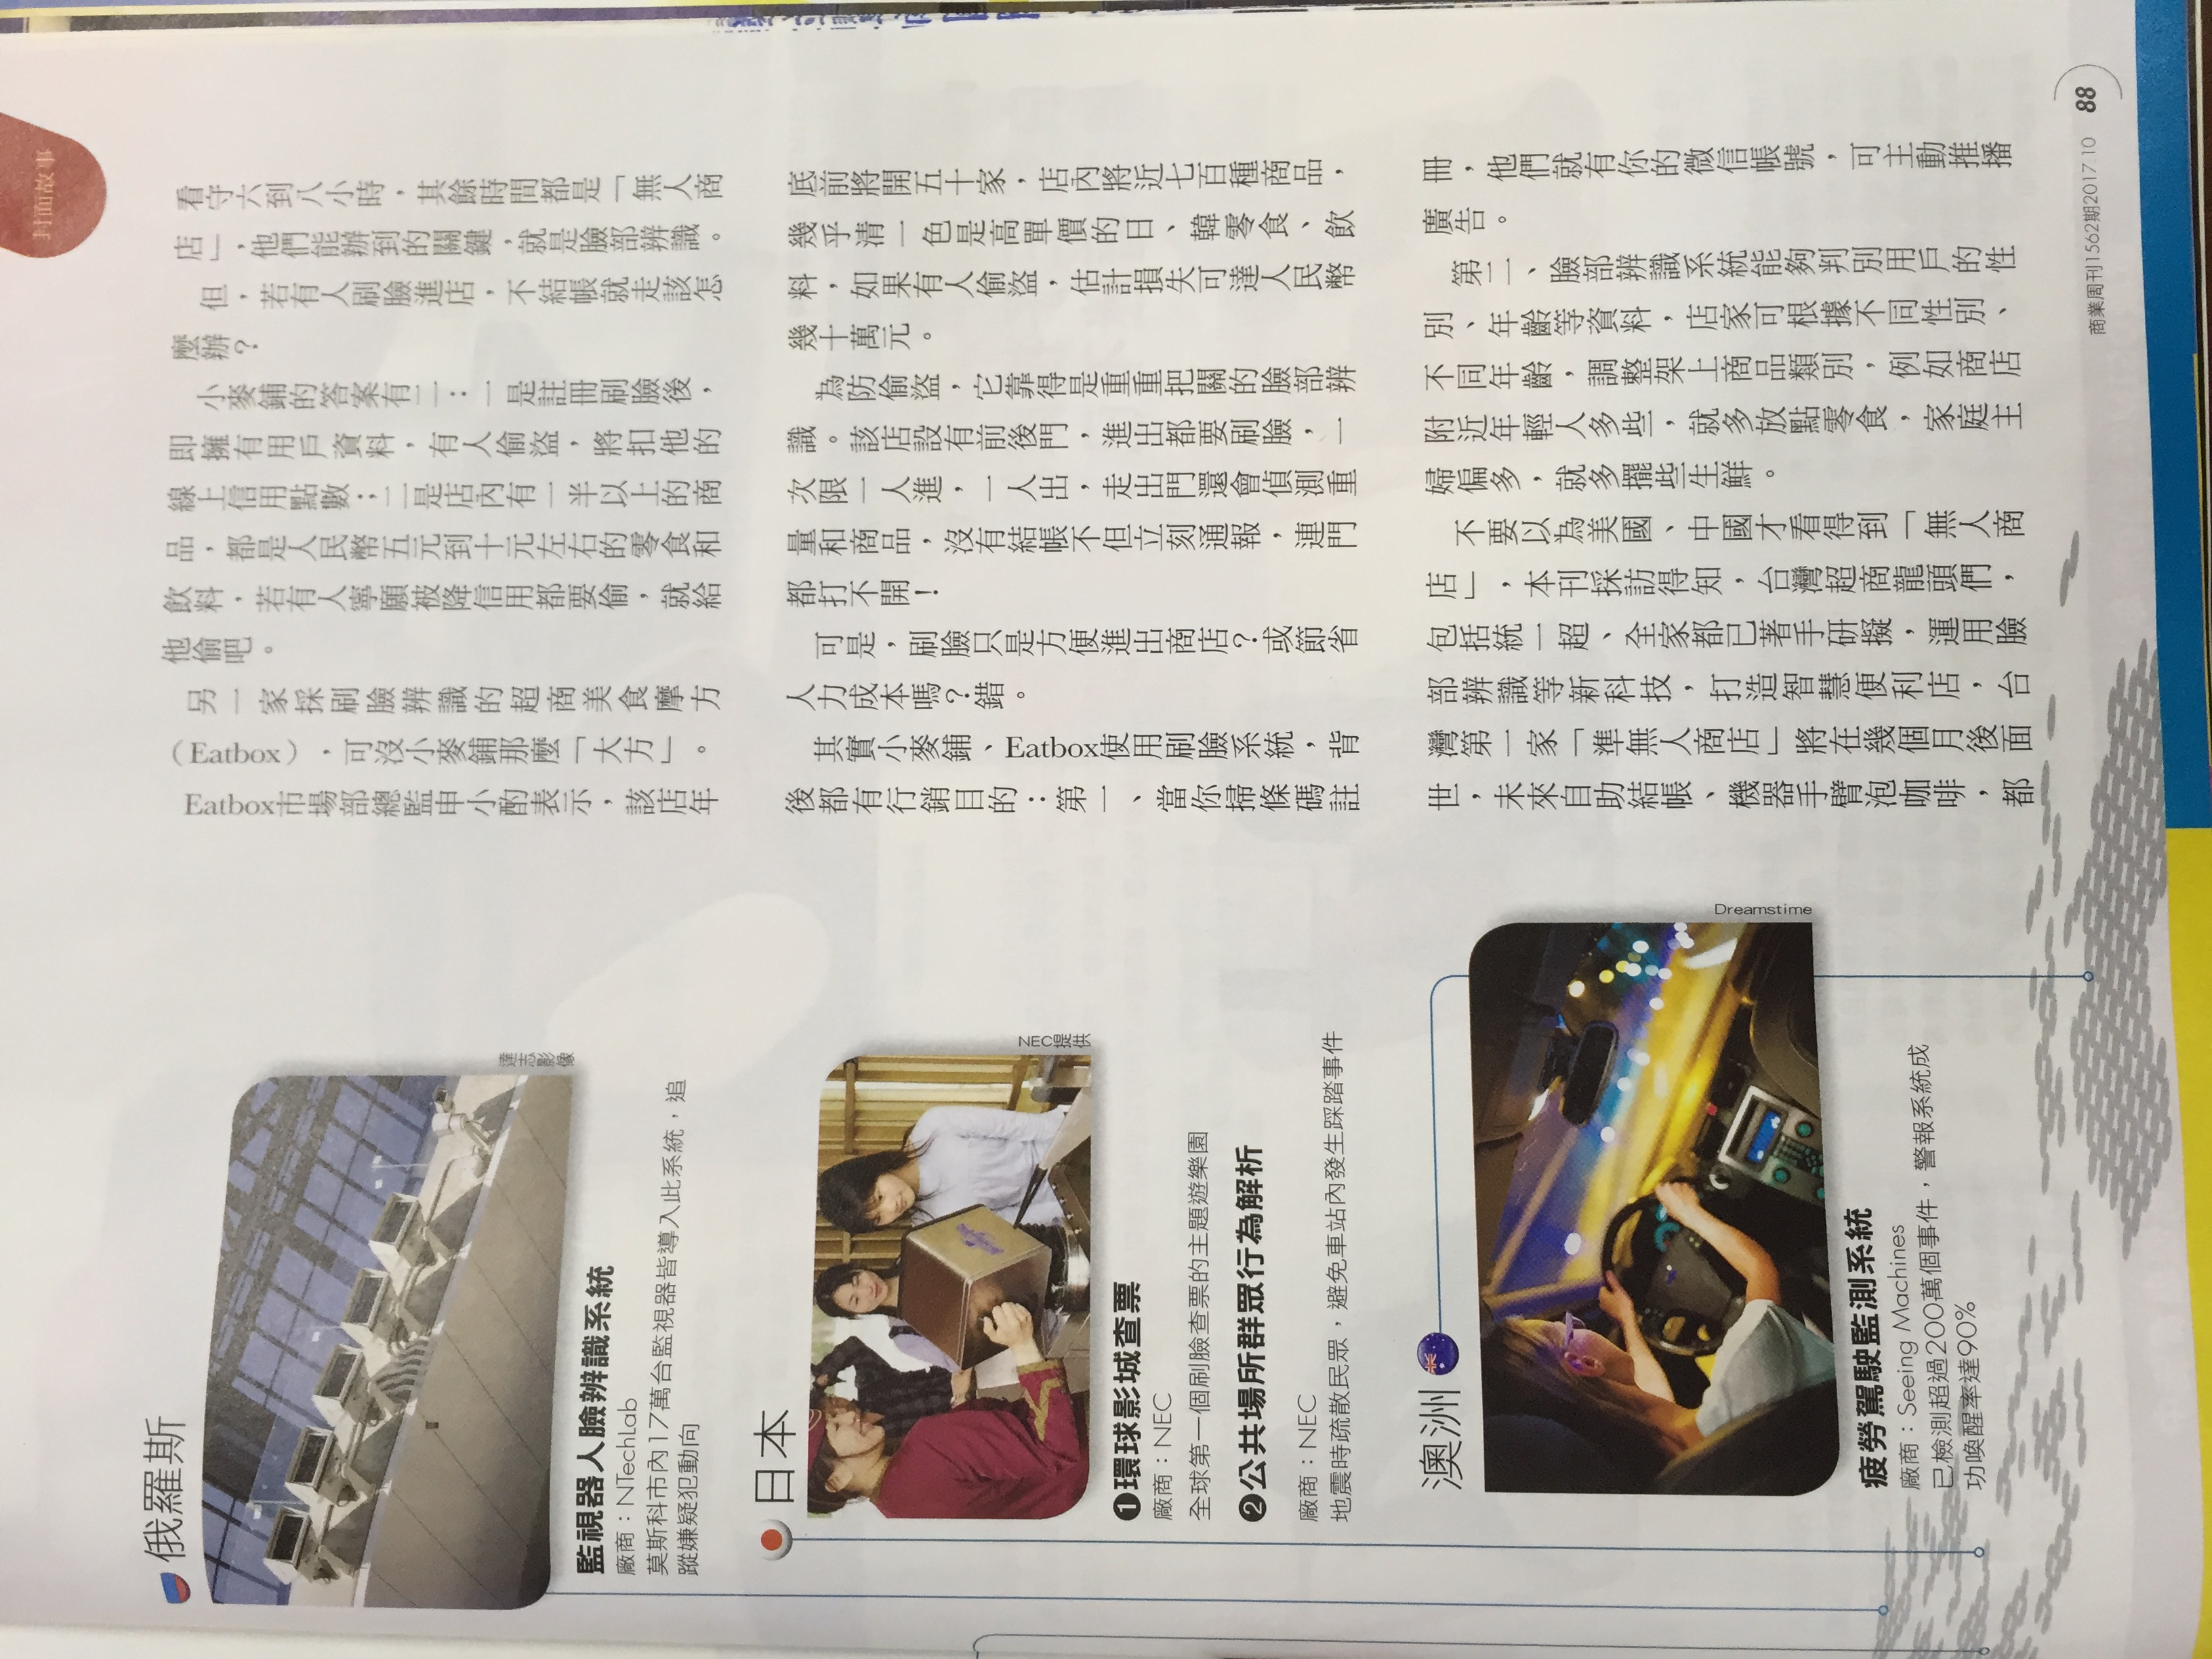 封面故事
看守六到八小時，其餘時間都是「無人商
店」，他們能辦到的關鍵，就是臉部辨識。
但，若有人刷臉進店，不結帳就走該怎
麼辦？
小麥鋪的答案有二：一是註冊刷臉後，
即擁有用戶資料，有人偷盜，將扣他的
線上信用點數；二是店內有一半以上的商
品，都是人民幣五元到十元左右的零食和
飲料，若有人寧願被降信用都要偷，就給
他偷吧。
另一家採刷臉辨識的超商美食摩方
（Eatbox），可沒小麥鋪那麼「大方」。
Eatbox市場部總監申小酌表示，該店年
底前將開五十家，店內將近七百種商品，
幾乎清一色是高單價的日、韓零食、飲
料，如果有人偷盜，估計損失可達人民幣
幾十萬元。
為防偷盜，它靠得是重重把關的臉部辨
識。該店設有前後門，進出都要刷臉，一
次限一人進，一人出，走出門還會偵測重
量和商品，沒有結帳不但立刻通報，連門
都打不開！
可是，刷臉只是方便進出商店？或節省
人力成本嗎？錯。
其實小麥鋪、Eatbox使用刷臉系統，背
後都有行銷目的：第一、當你掃條碼註
冊，他們就有你的微信帳號，可主動推播
廣告。
第二、臉部辨識系統能夠判別用戶的性
別、年齡等資料，店家可根據不同性別、
不同年齡，調整架上商品類別，例如商店
附近年輕人多些，就多放點零食，家庭主
婦偏多，就多擺些生鮮。
不要以為美國、中國才看得到「無人商
店」，本刊採訪得知，台灣超商龍頭們，
包括統一超、全家都已著手研擬，運用臉
部辨識等新科技，打造智慧便利店，台
灣第一家「準無人商店」將在幾個月後面
世，未來自助結帳、機器手臂泡咖啡，都
俄羅斯
達志影像
監視器人臉辨識系統
廠商：NTechLab
莫斯科市內17萬台監視器皆導入此系統，追
蹤嫌疑犯動向
日本
NEC提供
❶環球影城查票
廠商：NEC
全球第一個刷臉查票的主題遊樂園
❷公共場所群眾行為解析
廠商：NEC
地震時疏散民眾，避免車站內發生踩踏事件
澳洲
Dreamstime
疲勞駕駛監測系統
廠商：Seeing Machines
已檢測超過200萬個事件，警報系統成
功喚醒率達90%
商業周刊1562期2017.10 88